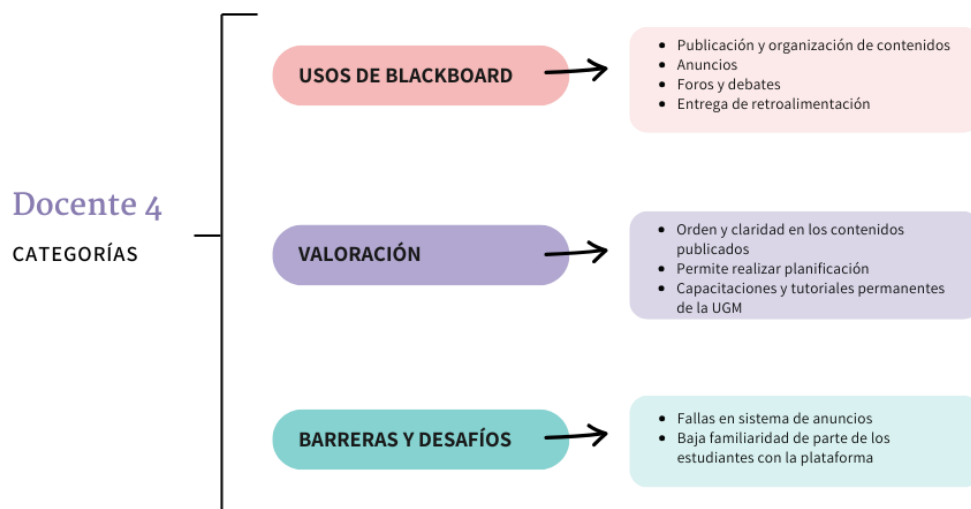 Docente 4
CATEGORÍAS
USOS DE BLACKBOARD
• Publicación y organización de contenidos
• Anuncios
• Foros y debates
• Entrega de retroalimentación
VALORACIÓN
• Orden y claridad en los contenidos
publicados
• Permite realizar planificación
• Capacitaciones y tutoriales permanentes
de la UGM
BARRERAS Y DESAFÍOS
• Fallas en sistema de anuncios
• Baja familiaridad de parte de los
estudiantes con la plataforma